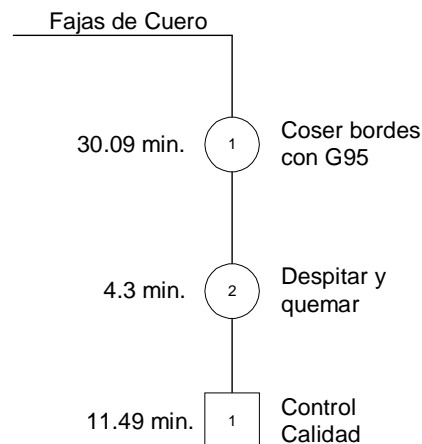 Fajas de Cuero
30.09 min.
1
Coser bordes
con G95
4.3 min.
2
Despitar y
quemar
11.49 min.
1
Control
Calidad